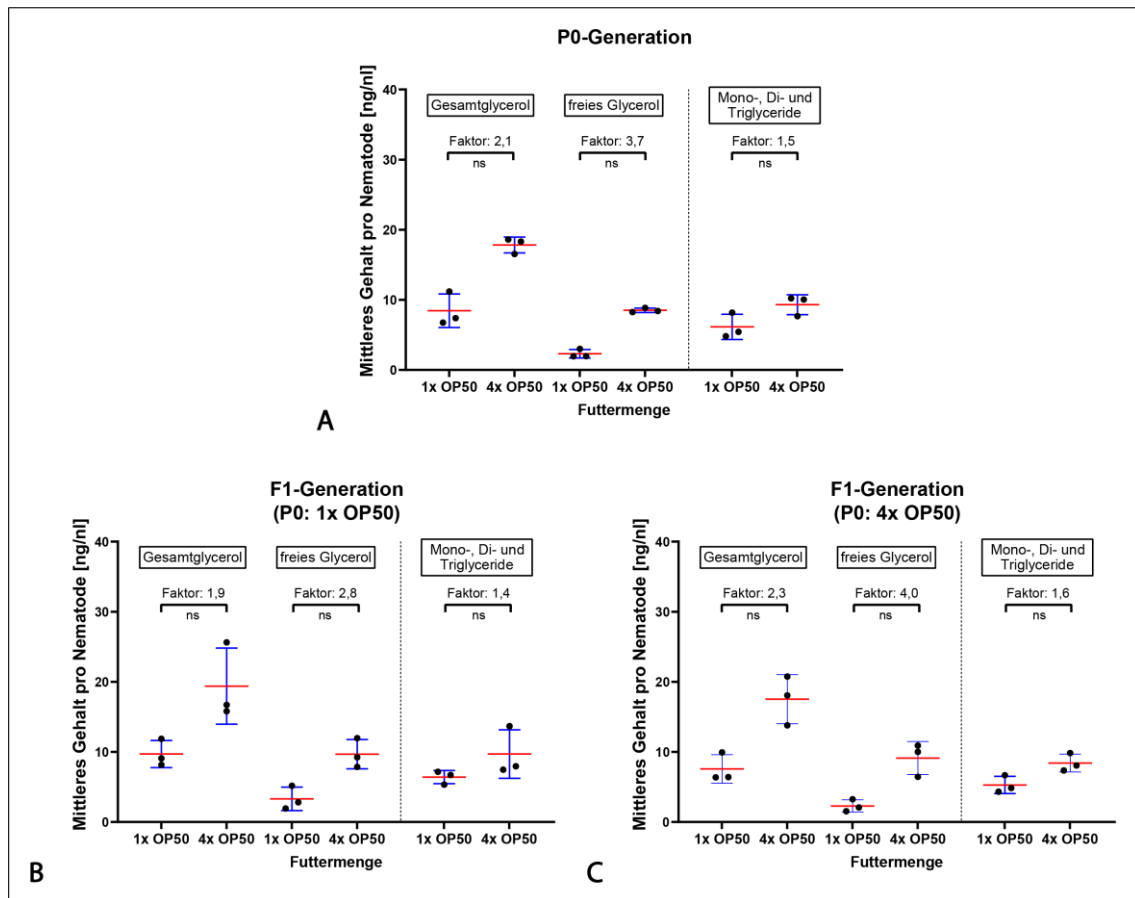 P0-Generation
Mittleres Gehalt pro Nematode [ng/nl]
40
30
20
10
0
Gesamtglycerol
freies Glycerol
Mono-, Di- und
Triglyceride
Faktor: 2,1
Faktor: 3,7
Faktor: 1,5
ns
ns
ns
1x OP50
4x OP50
1x OP50
4x OP50
1x OP50
4x OP50
Futtermenge
A
F1-Generation
(P0: 1x OP50)
Mittleres Gehalt pro Nematode [ng/nl]
40
30
20
10
0
Gesamtglycerol
freies Glycerol
Mono-, Di- und
Triglyceride
Faktor: 1,9
Faktor: 2,8
Faktor: 1,4
ns
ns
ns
1x OP50
4x OP50
1x OP50
4x OP50
1x OP50
4x OP50
Futtermenge
B
F1-Generation
(P0: 4x OP50)
Mittleres Gehalt pro Nematode [ng/nl]
40
30
20
10
0
Gesamtglycerol
freies Glycerol
Mono-, Di- und
Triglyceride
Faktor: 2,3
Faktor: 4,0
Faktor: 1,6
ns
ns
ns
1x OP50
4x OP50
1x OP50
4x OP50
1x OP50
4x OP50
Futtermenge
C